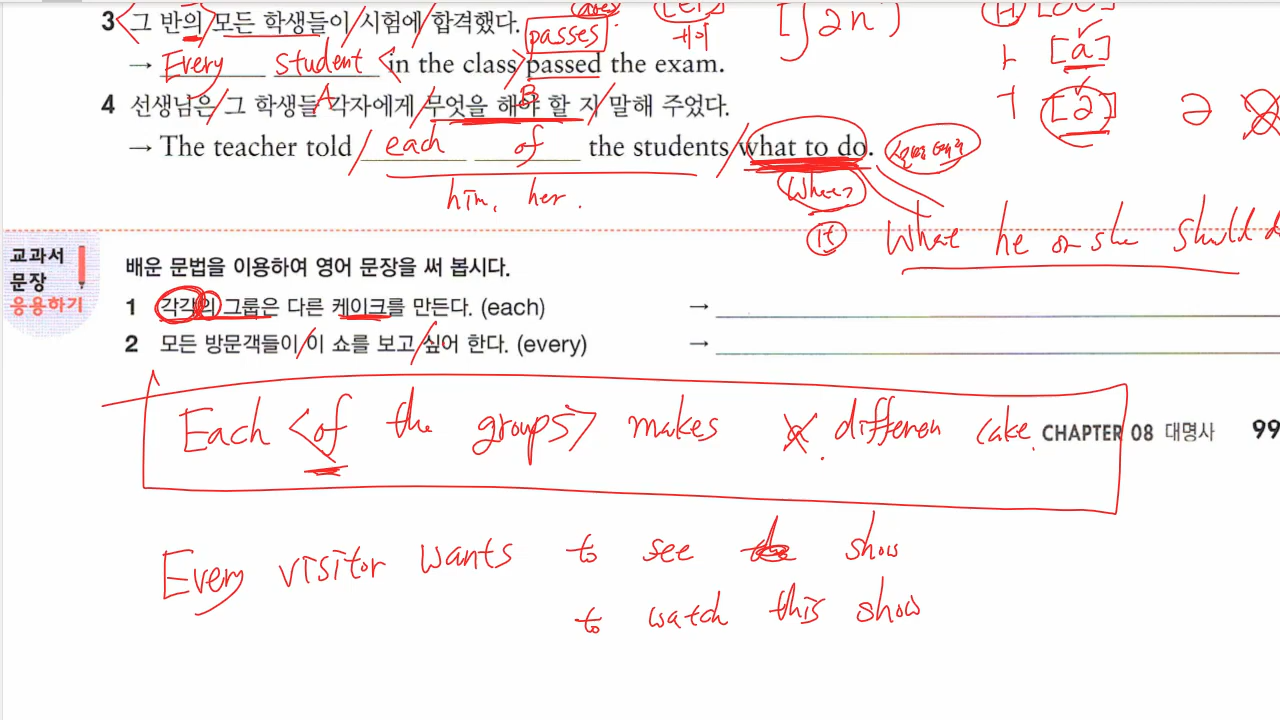 3 그 반의 모든 학생들이 시험에 합격했다. passes [ʃən]
→ Every student in the class passed the exam. ㅏ [a]
4 선생님은 그 학생들 각자에게 무엇을 해야 할 지 말해 주었다. ㅓ [ə] ə
A B
→ The teacher told each of the students what to do.
him, her.
It What he or she should
교과서 문장 응용하기
배운 문법을 이용하여 영어 문장을 써 봅시다.
1 각각의 그룹은 다른 케이크를 만든다. (each) →
2 모든 방문객들이 이 쇼를 보고 싶어 한다. (every) →
Each <of the groups> makes a differen cake.
CHAPTER 08 대명사 99
Every visitor wants to see the show
to watch this show